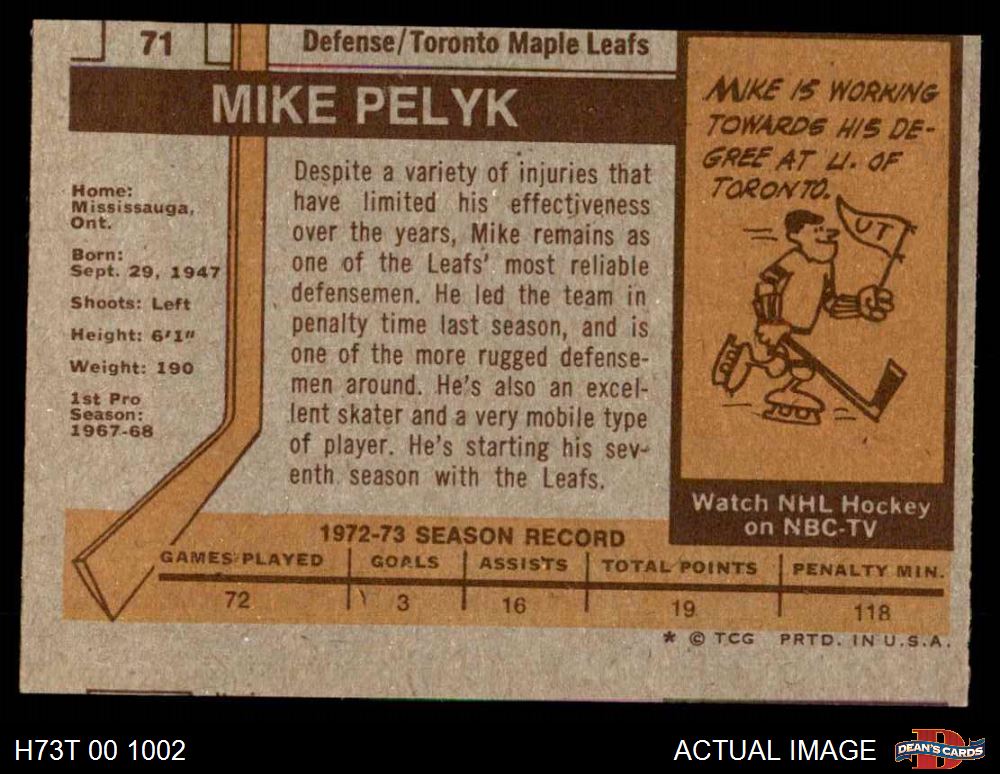 71
Defense/Toronto Maple Leafs
MIKE PELYK
Home:
Mississauga,
Ont.
Born:
Sept. 29, 1947
Shoots: Left
Height: 6'1"
Weight: 190
1st Pro
Season:
1967-68
Despite a variety of injuries that
have limited his effectiveness
over the years, Mike remains as
one of the Leafs' most reliable
defensemen. He led the team in
penalty time last season, and is
one of the more rugged defense-
men around. He's also an excel-
lent skater and a very mobile type
of player. He's starting his sev-
enth season with the Leafs.
MIKE IS WORKING
TOWARDS HIS DE-
GREE AT U. OF
TORONTO.
UT
Watch NHL Hockey
on NBC-TV
1972-73 SEASON RECORD
GAMES PLAYED GOALS ASSISTS TOTAL POINTS PENALTY MIN.
72 3 16 19 118
* © TCG PRTD. IN U.S.A.
H73T 00 1002
ACTUAL IMAGE
D
DEAN'S CARDS